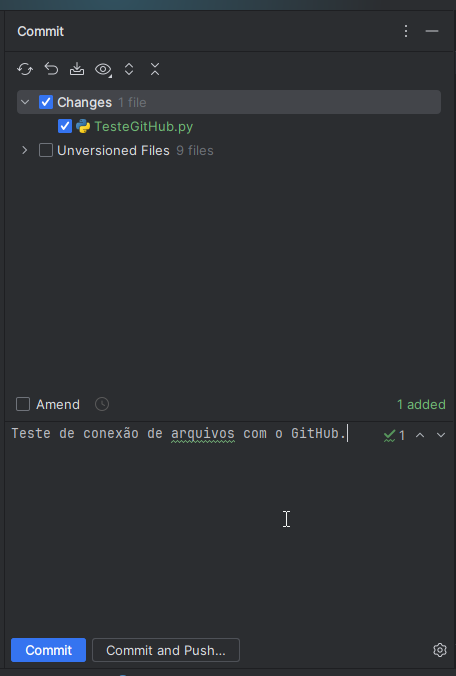 Commit
Changes 1 file
TesteGitHub.py
Unversioned Files 9 files
Amend
1 added
Teste de conexão de arquivos com o GitHub.
1
Commit
Commit and Push...